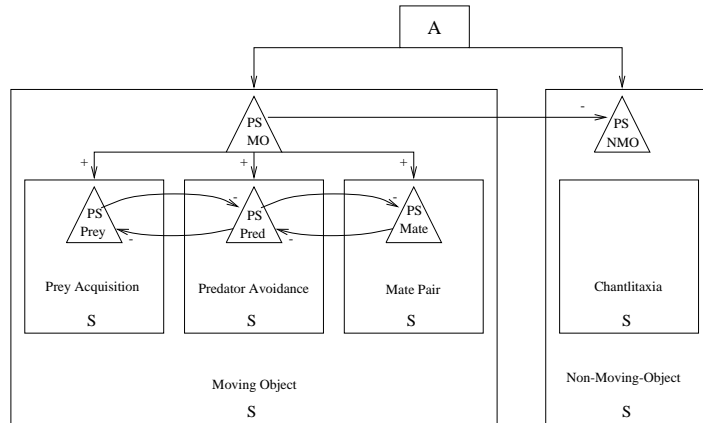 A
PS
MO
-
PS
NMO
+
+
+
PS
Prey
-
-
PS
Pred
-
-
PS
Mate
Prey Acquisition
S
Predator Avoidance
S
Mate Pair
S
Chantlitaxia
S
Moving Object
S
Non-Moving-Object
S